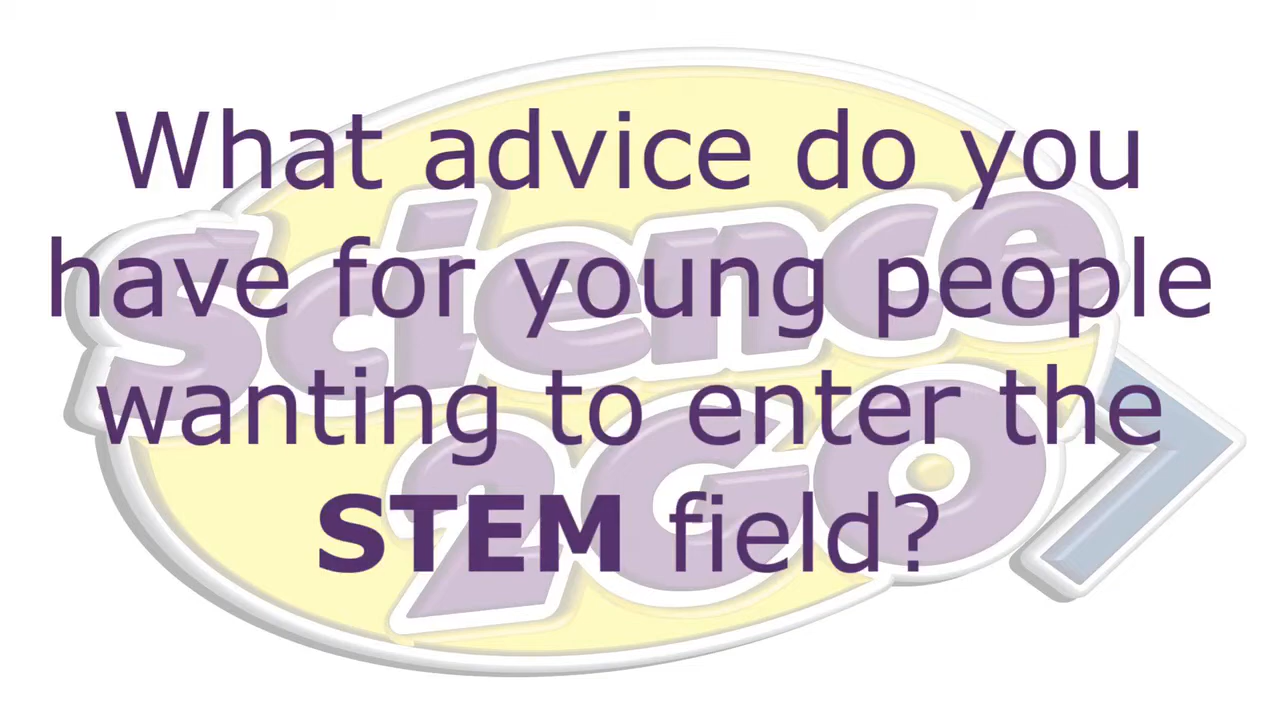 What advice do you
have for young people
wanting to enter the
STEM field?
Science
2GO